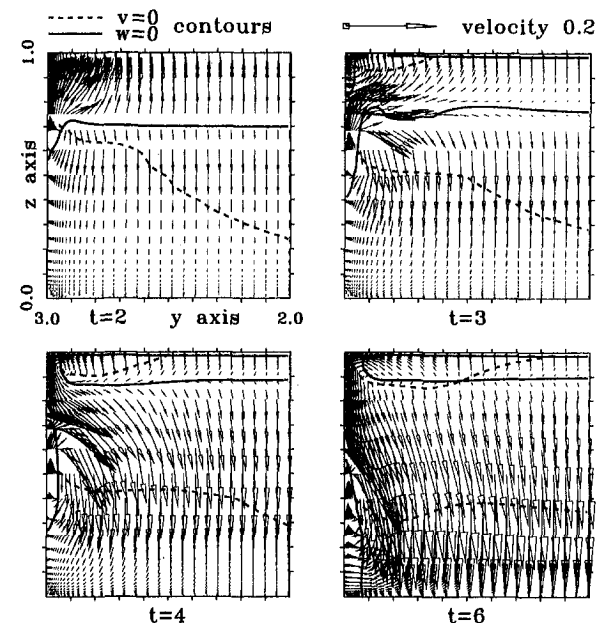 v=0
w=0 contours
velocity 0.2
1.0
z axis
0.0
3.0 t=2 y axis 2.0
t=3
t=4
t=6